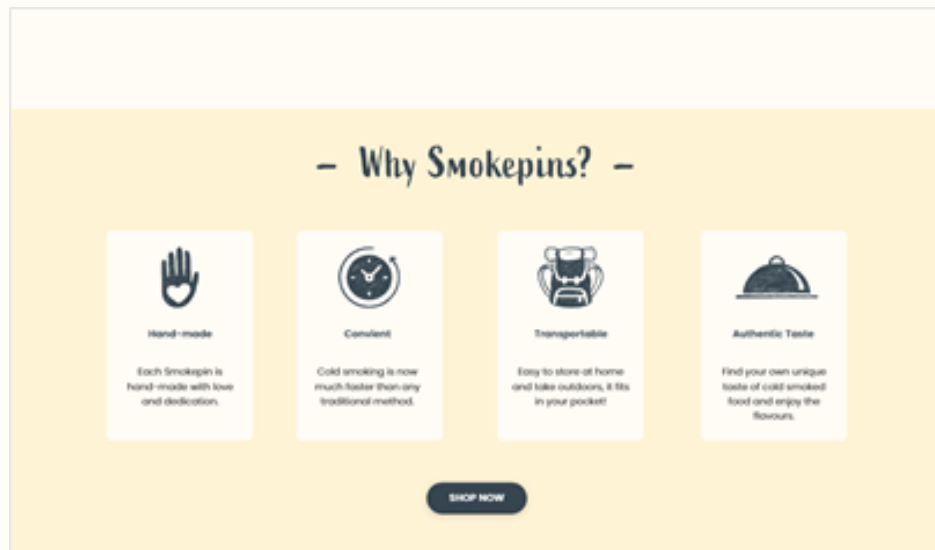 – Why Smokepins? –
Hand-made
Each Smokepin is
hand-made with love
and dedication.
Convient
Cold smoking is now
much faster than any
traditional method.
Transportable
Easy to store at home
and take outdoors, it fits
in your pocket!
Authentic Taste
Find your own unique
taste of cold smoked
food and enjoy the
flavours.
SHOP NOW